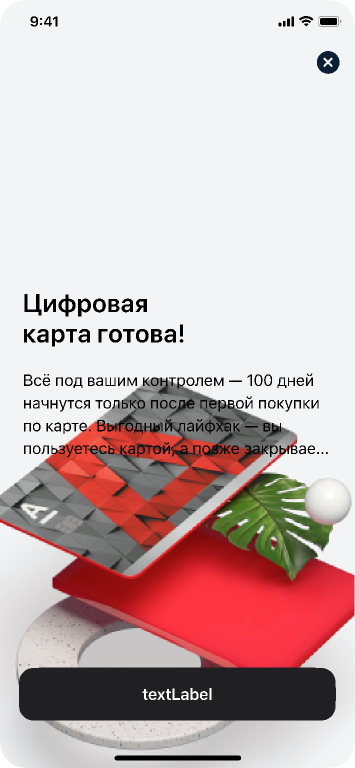 9:41
Цифровая
карта готова!
Всё под вашим контролем — 100 дней
начнутся только после первой покупки
по карте. Выгодный лайфхак — вы
пользуетесь картой, а позже закрывае...
А
textLabel